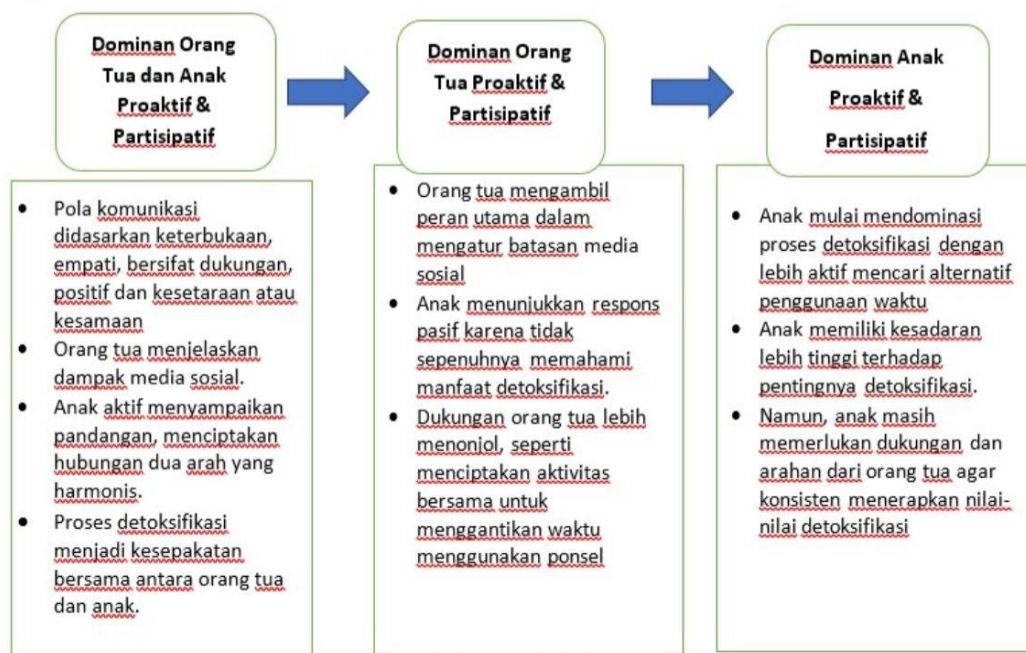 Dominan Orang
Tua dan Anak
Proaktif &
Partisipatif
• Pola komunikasi
didasarkan keterbukaan,
empati, bersifat dukungan,
positif dan kesetaraan atau
kesamaan
• Orang tua menjelaskan
dampak media sosial.
• Anak aktif menyampaikan
pandangan, menciptakan
hubungan dua arah yang
harmonis.
• Proses detoksifikasi
menjadi kesepakatan
bersama antara orang tua
dan anak.
Dominan Orang
Tua Proaktif &
Partisipatif
• Orang tua mengambil
peran utama dalam
mengatur batasan media
sosial
• Anak menunjukkan respons
pasif karena tidak
sepenuhnya memahami
manfaat detoksifikasi.
• Dukungan orang tua lebih
menonjol, seperti
menciptakan aktivitas
bersama untuk
menggantikan waktu
menggunakan ponsel
Dominan Anak
Proaktif &
Partisipatif
• Anak mulai mendominasi
proses detoksifikasi dengan
lebih aktif mencari alternatif
penggunaan waktu
• Anak memiliki kesadaran
lebih tinggi terhadap
pentingnya detoksifikasi.
• Namun, anak masih
memerlukan dukungan dan
arahan dari orang tua agar
konsisten menerapkan nilai-
nilai detoksifikasi